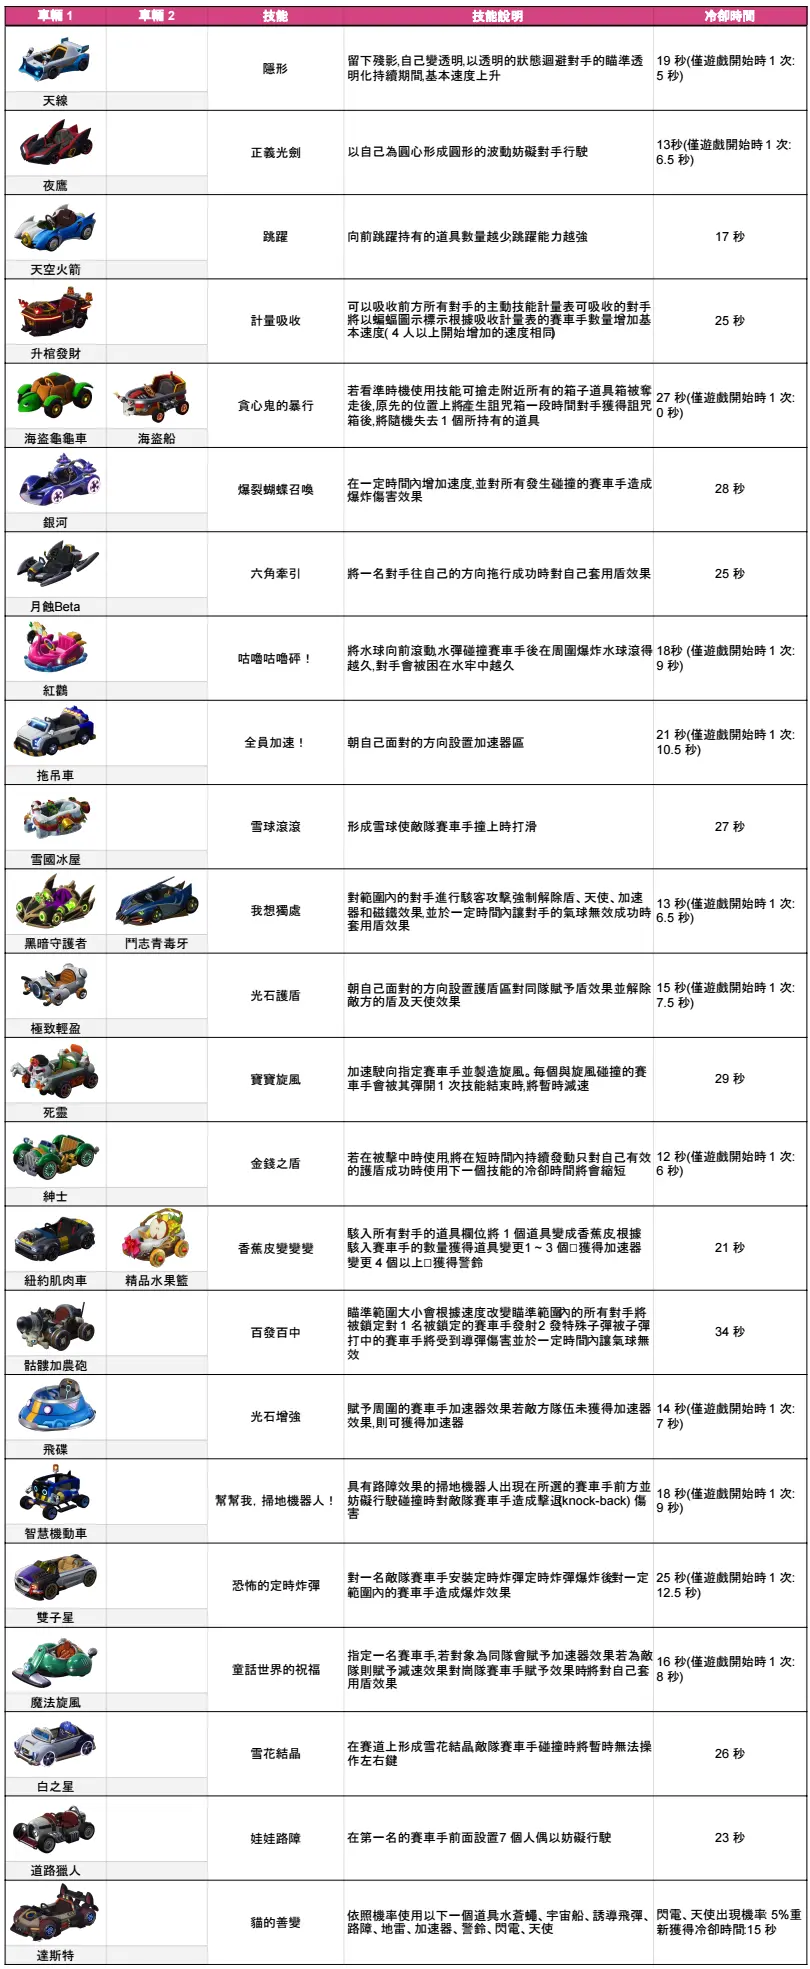 車輛 1 車輛 2 技能 技能說明 冷卻時間
天線
隱形
留下殘影,自己變透明,以透明的狀態迴避對手的瞄準透
明化持續期間,基本速度上升
19 秒(僅遊戲開始時 1 次:
5 秒)
夜鷹
正義光劍
以自己為圓心形成圓形的波動妨礙對手行駛
13秒(僅遊戲開始時 1 次:
6.5 秒)
天空火箭
跳躍
向前跳躍持有的道具數量越少跳躍能力越強
17 秒
升棺發財
計量吸收
可以吸收前方所有對手的主動技能計量表可吸收的對手
將以蝙蝠圖示標示根據吸收計量表的賽車手數量增加基
本速度( 4 人以上開始增加的速度相同)
25 秒
海盜龜龜車 海盜船
貪心鬼的暴行
若看準時機使用技能可搶走附近所有的箱子道具箱被奪
走後,原先的位置上將產生詛咒箱一段時間對手獲得詛咒
箱後,將隨機失去 1 個所持有的道具
27 秒(僅遊戲開始時 1 次:
0 秒)
銀河
爆裂蝴蝶召喚
在一定時間內增加速度,並對所有發生碰撞的賽車手造成
爆炸傷害效果
28 秒
月蝕Beta
六角牽引
將一名對手往自己的方向拖行成功時對自己套用盾效果
25 秒
紅鸛
咕嚕咕嚕砰！
將水球向前滾動,水彈碰撞賽車手後在周圍爆炸水球滾得
越久,對手會被困在水牢中越久
18秒 (僅遊戲開始時 1 次:
9 秒)
拖吊車
全員加速！
朝自己面對的方向設置加速器區
21 秒(僅遊戲開始時 1 次:
10.5 秒)
雪國冰屋
雪球滾滾
形成雪球使敵隊賽車手撞上時打滑
27 秒
黑暗守護者 鬥志青毒牙
我想獨處
對範圍內的對手進行駭客攻擊,強制解除盾、天使、加速
器和磁鐵效果,並於一定時間內讓對手的氣球無效成功時
套用盾效果
13 秒(僅遊戲開始時 1 次:
6.5 秒)
極致輕盈
光石護盾
朝自己面對的方向設置護盾區對同隊賦予盾效果並解除
敵方的盾及天使效果
15 秒(僅遊戲開始時 1 次:
7.5 秒)
死靈
寶寶旋風
加速駛向指定賽車手並製造旋風。每個與旋風碰撞的賽
車手會被其彈開 1 次技能結束時,將暫時減速
29 秒
紳士
金錢之盾
若在被擊中時使用,將在短時間內持續發動只對自己有效
的護盾成功時使用下一個技能的冷卻時間將會縮短
12 秒(僅遊戲開始時 1 次:
6 秒)
紐約肌肉車 精品水果籃
香蕉皮變變變
駭入所有對手的道具欄位,將 1 個道具變成香蕉皮,根據
駭入賽車手的數量獲得道具變更1 ~ 3 個□獲得加速器
變更 4 個以上□獲得警鈴
21 秒
骷髏加農砲
百發百中
瞄準範圍大小會根據速度改變瞄準範圍內的所有對手將
被鎖定對 1 名被鎖定的賽車手發射2 發特殊子彈被子彈
打中的賽車手將受到導彈傷害並於一定時間內讓氣球無
效
34 秒
飛碟
光石增強
賦予周圍的賽車手加速器效果若敵方隊伍未獲得加速器
效果,則可獲得加速器
14 秒(僅遊戲開始時 1 次:
7 秒)
智慧機動車
幫幫我，掃地機器人！
具有路障效果的掃地機器人出現在所選的賽車手前方並
妨礙行駛碰撞時對敵隊賽車手造成擊退(knock-back) 傷
害
18 秒(僅遊戲開始時 1 次:
9 秒)
雙子星
恐怖的定時炸彈
對一名敵隊賽車手安裝定時炸彈定時炸彈爆炸後,對一定
範圍內的賽車手造成爆炸效果
25 秒(僅遊戲開始時 1 次:
12.5 秒)
魔法旋風
童話世界的祝福
指定一名賽車手,若對象為同隊會賦予加速器效果若為敵
隊則賦予減速效果對尚隊賽車手賦予效果時將對自己套
用盾效果
16 秒(僅遊戲開始時 1 次:
8 秒)
白之星
雪花結晶
在賽道上形成雪花結晶,敵隊賽車手碰撞時將暫時無法操
作左右鍵
26 秒
道路獵人
娃娃路障
在第一名的賽車手前面設置7 個人偶以妨礙行駛
23 秒
達斯特
貓的善變
依照機率使用以下一個道具水蒼蠅、宇宙船、誘導飛彈、
路障、地雷、加速器、警鈴、閃電、天使
閃電、天使出現機率: 5%重
新獲得冷卻時間:15 秒